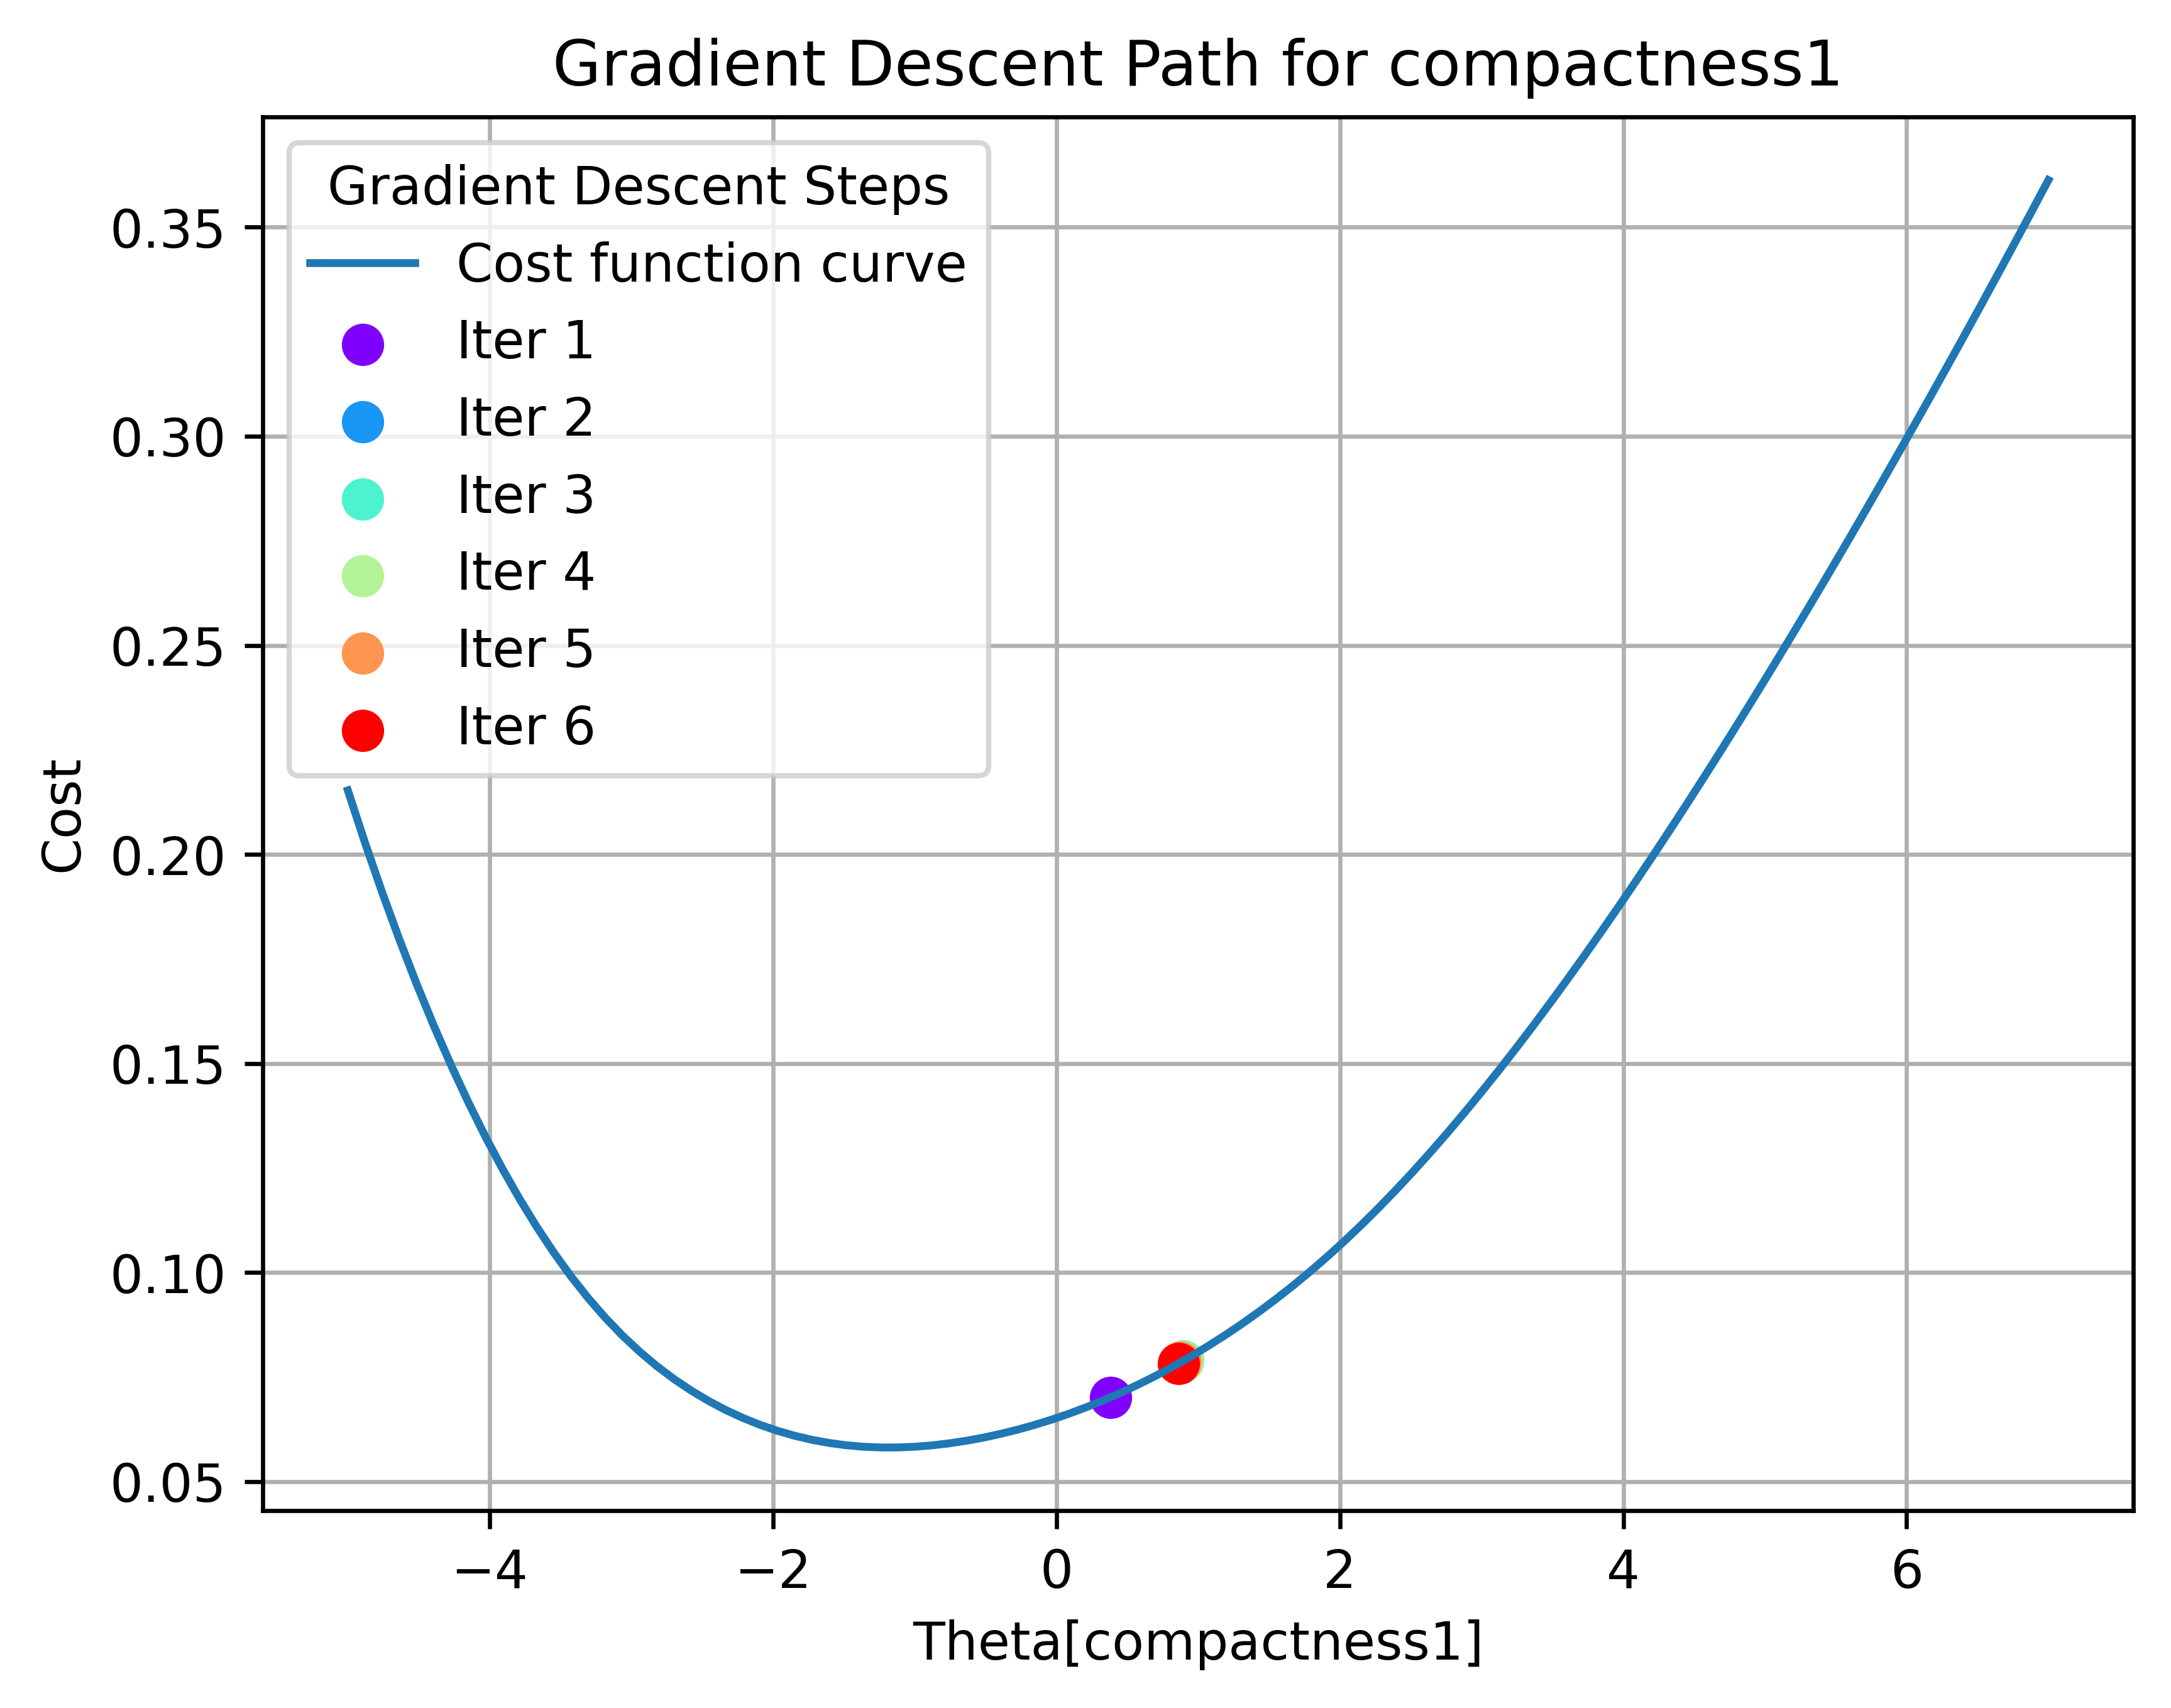 Gradient Descent Path for compactness1
Gradient Descent Steps
Cost function curve
Iter 1
Iter 2
Iter 3
Iter 4
Iter 5
Iter 6
0.35
0.30
0.25
0.20
0.15
0.10
0.05
Cost
−4 −2 0 2 4 6
Theta[compactness1]